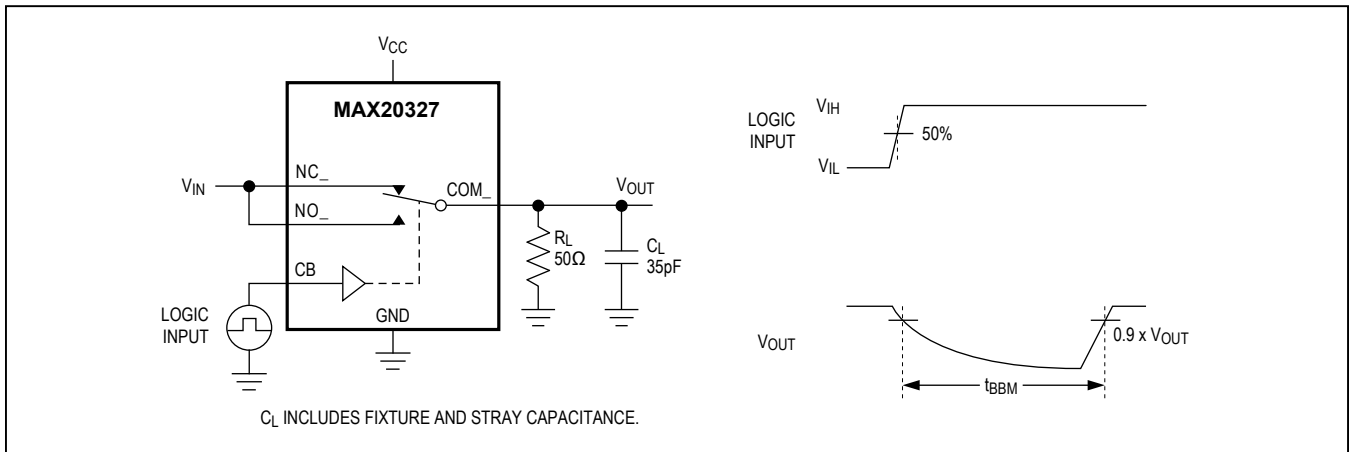 VCC
MAX20327
VIN
NC_
NO_
COM_
VOUT
RL
50Ω
CL
35pF
CB
LOGIC
INPUT
GND
CL INCLUDES FIXTURE AND STRAY CAPACITANCE.
LOGIC
INPUT
VIH
50%
VIL
VOUT
0.9 x VOUT
tBBM